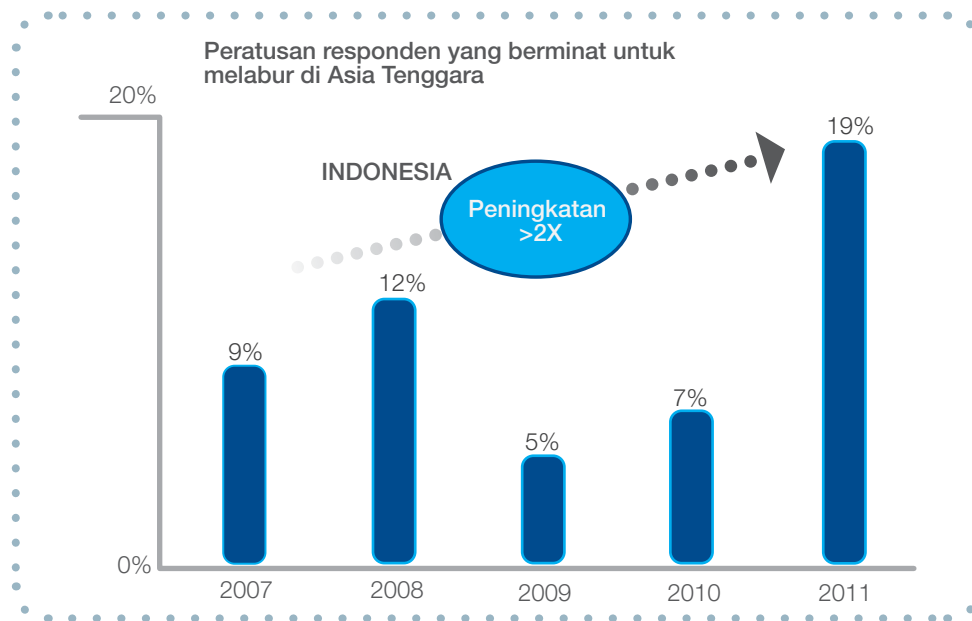 Peratusan responden yang berminat untuk
melabur di Asia Tenggara
20%
19%
INDONESIA
Peningkatan
>2X
12%
9%
7%
5%
0%
2007
2008
2009
2010
2011